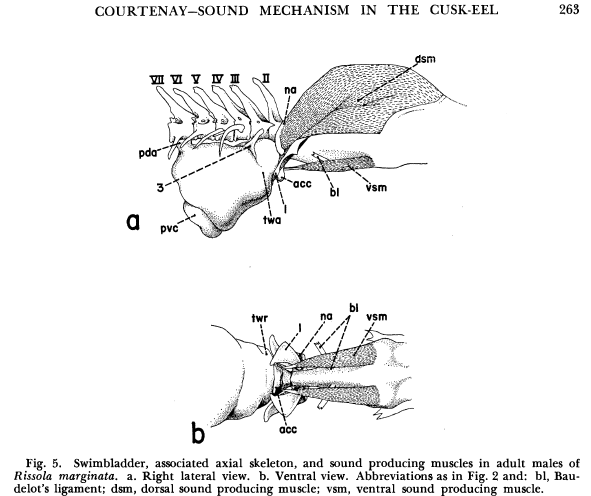 COURTENAY—SOUND MECHANISM IN THE CUSK-EEL 263
dsm
VII VI V IV III II
na
pda
3
acc
bl
vsm
l
twa
a
pvc
bl
twr
l
na
vsm
acc
b
Fig. 5. Swimbladder, associated axial skeleton, and sound producing muscles in adult males of
Rissola marginata. a. Right lateral view. b. Ventral view. Abbreviations as in Fig. 2 and: bl, Bau-
delot's ligament; dsm, dorsal sound producing muscle; vsm, ventral sound producing muscle.